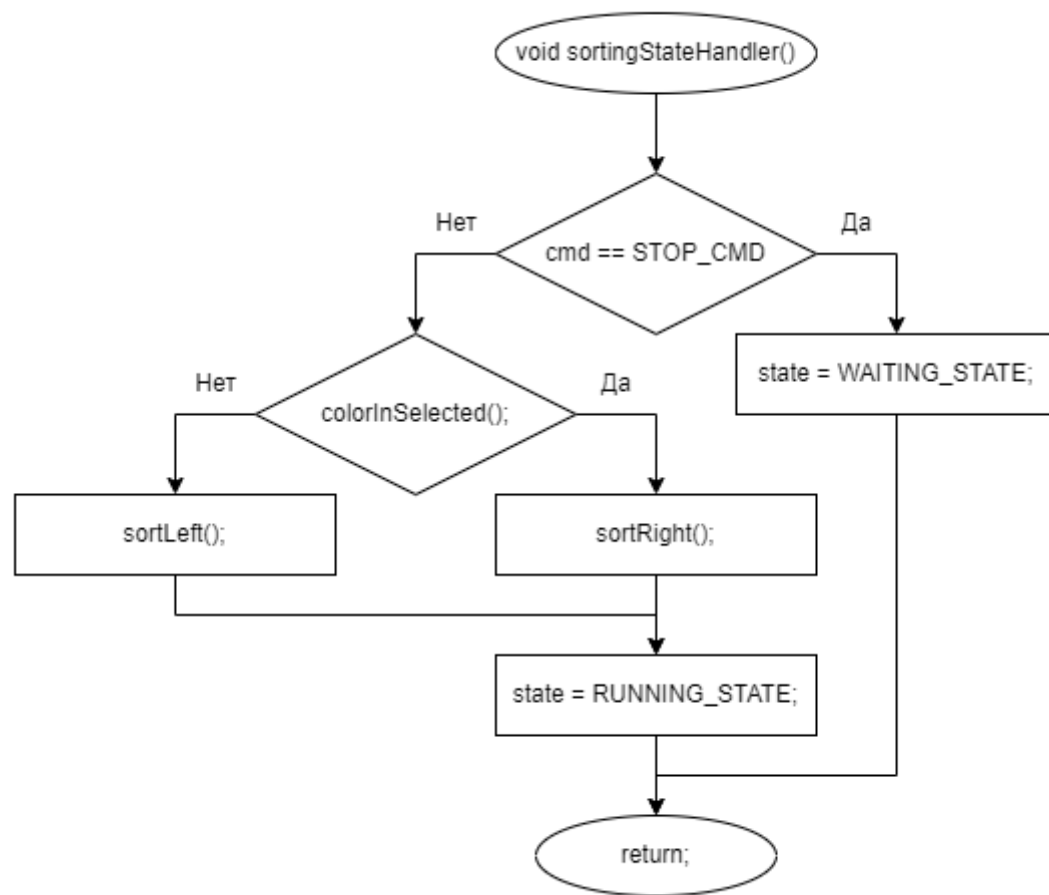 void sortingStateHandler()
Нет
Да
cmd == STOP_CMD
state = WAITING_STATE;
Нет
Да
colorInSelected();
sortLeft();
sortRight();
state = RUNNING_STATE;
return;